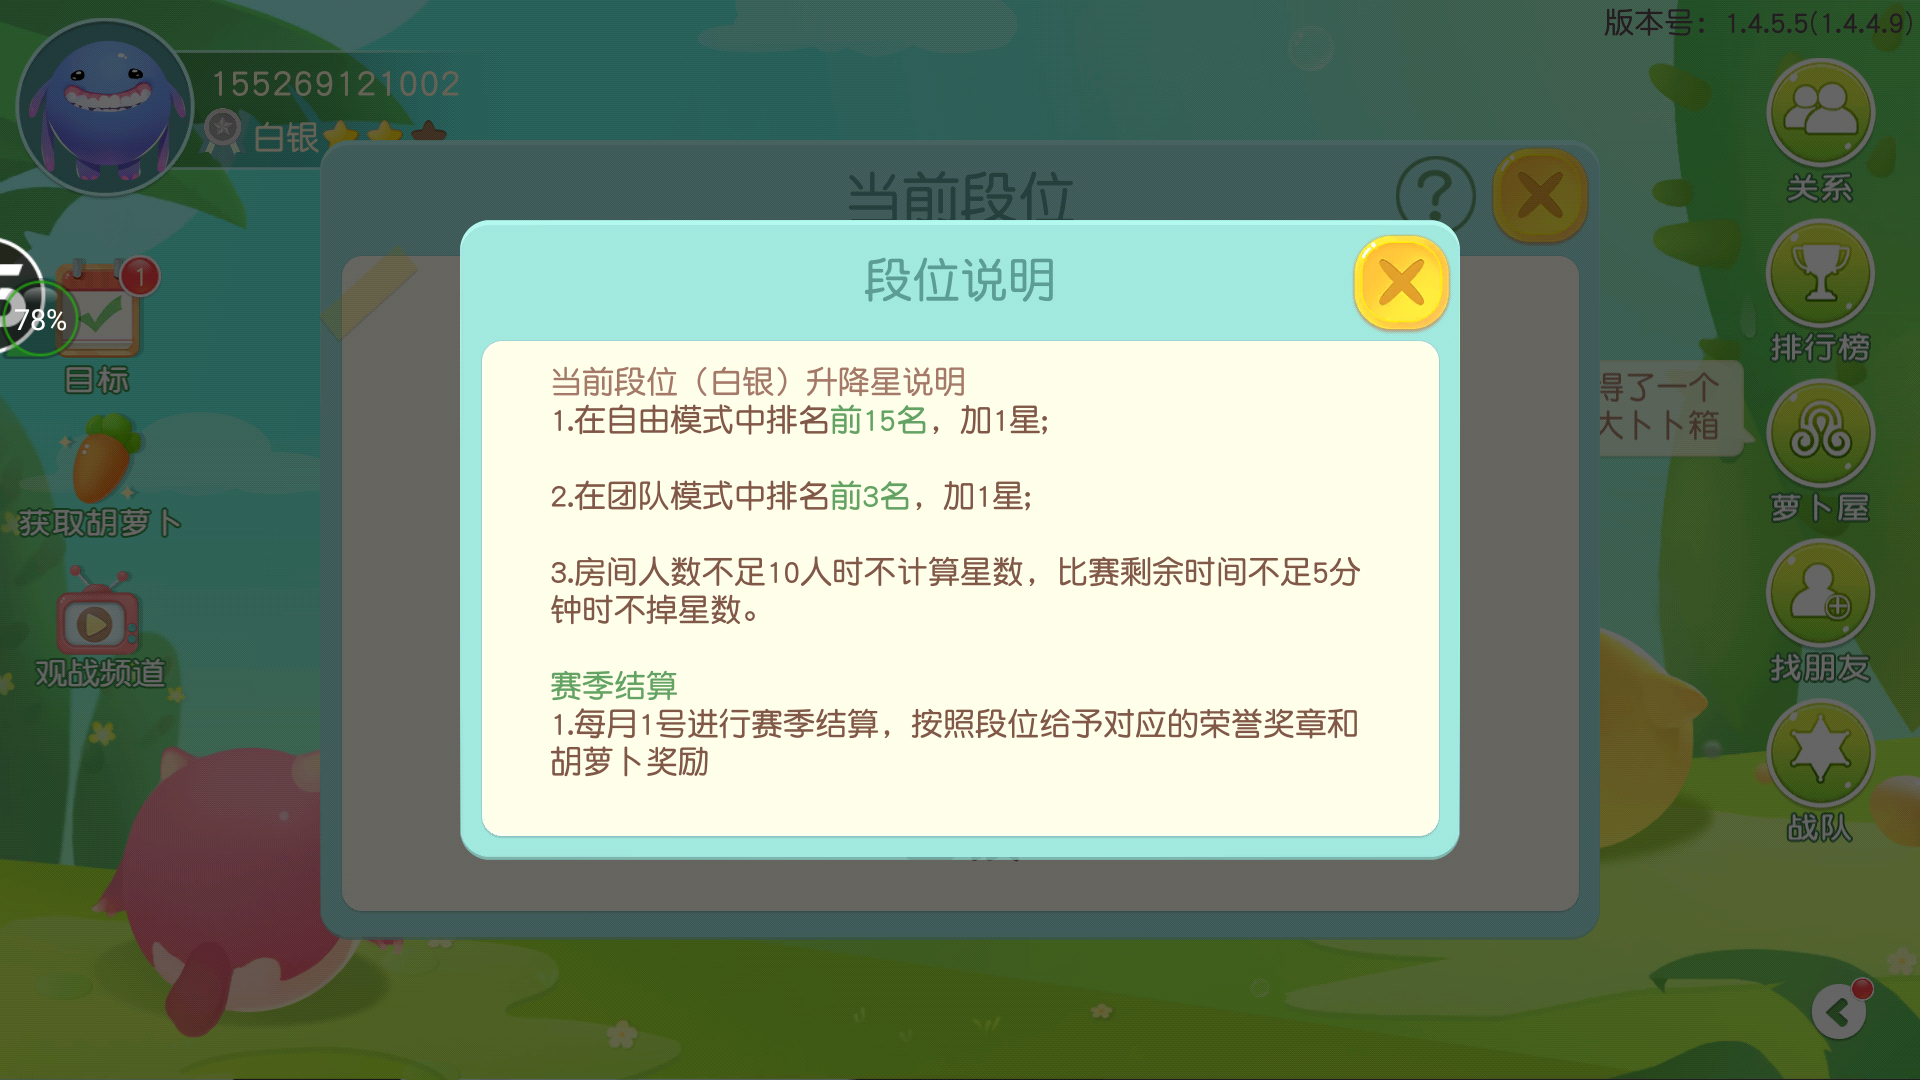 版本号：1.4.5.5(1.4.4.9)
155269121002
白银
当前段位
?
关系
段位说明
1
78%
目标
排行榜
当前段位（白银）升降星说明
1.在自由模式中排名前15名，加1星;
得了一个
大卜卜箱
2.在团队模式中排名前3名，加1星;
获取胡萝卜
萝卜屋
3.房间人数不足10人时不计算星数，比赛剩余时间不足5分
钟时不掉星数。
观战频道
找朋友
赛季结算
1.每月1号进行赛季结算，按照段位给予对应的荣誉奖章和
胡萝卜奖励
战队